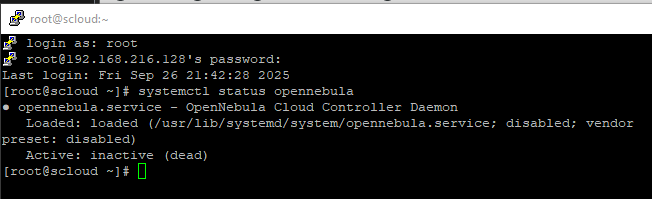 root@scloud:~
login as: root
root@192.168.216.128's password:
Last login: Fri Sep 26 21:42:28 2025
[root@scloud ~]# systemctl status opennebula
● opennebula.service - OpenNebula Cloud Controller Daemon
Loaded: loaded (/usr/lib/systemd/system/opennebula.service; disabled; vendor
preset: disabled)
Active: inactive (dead)
[root@scloud ~]#